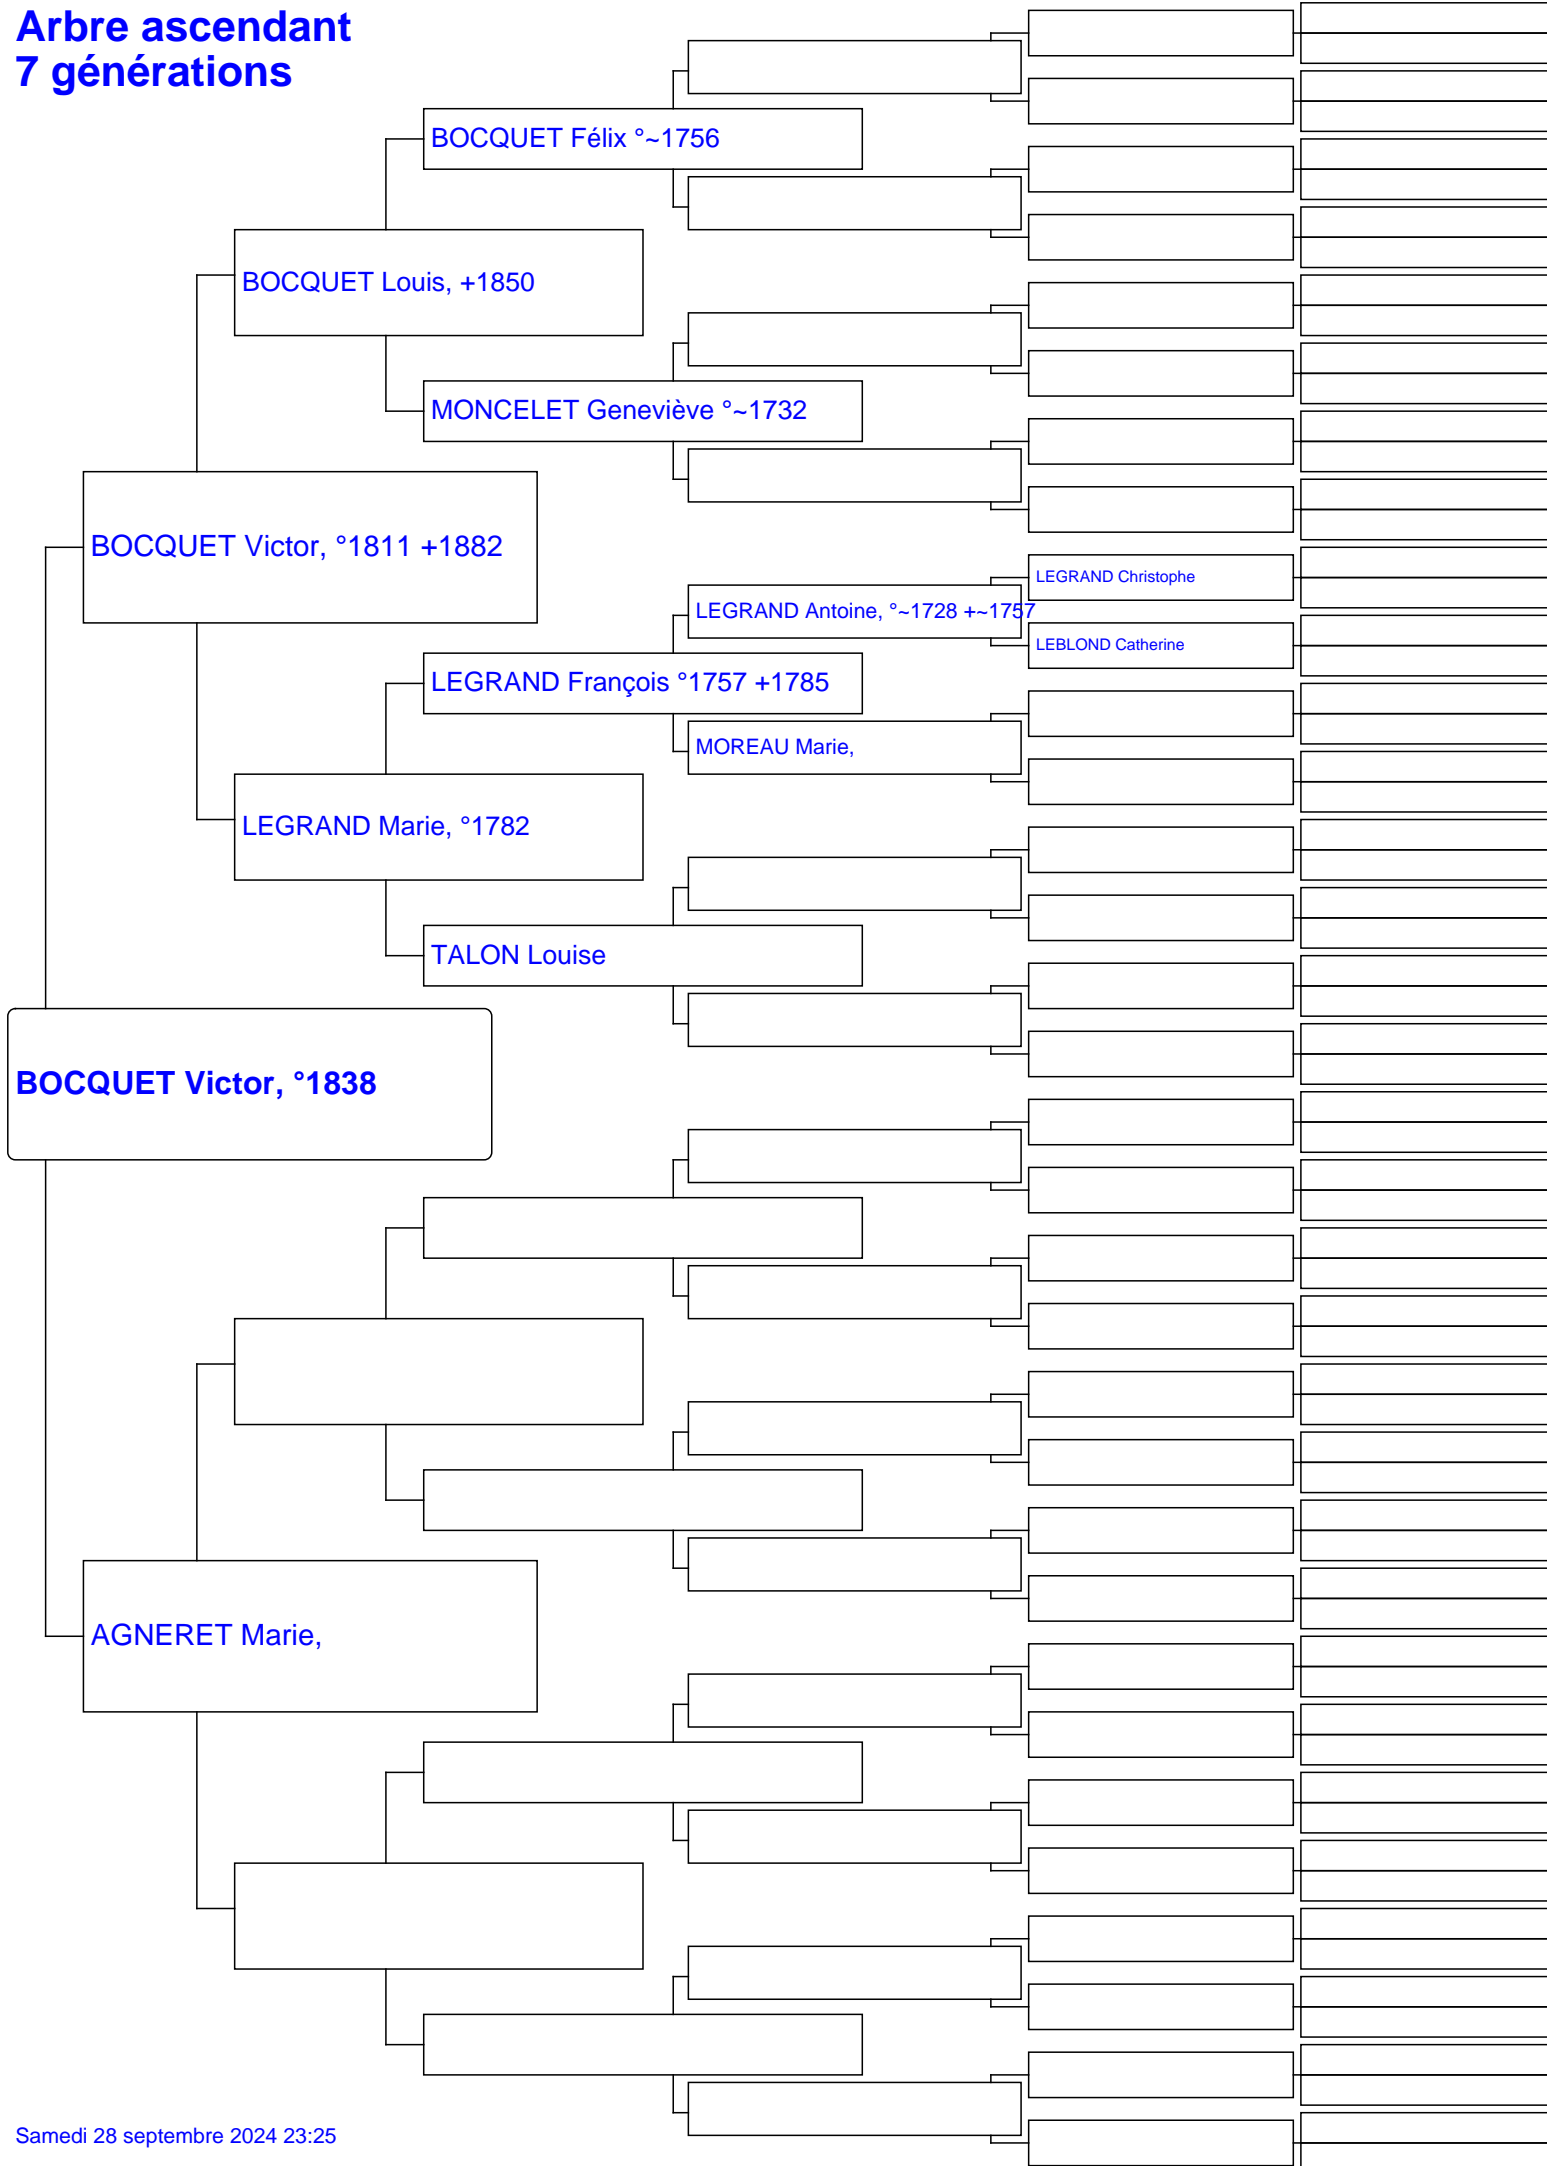 Arbre ascendant
7 générations
BOCQUET Félix °~1756
BOCQUET Louis, +1850
MONCELET Geneviève °~1732
BOCQUET Victor, °1811 +1882
LEGRAND Christophe
LEGRAND Antoine, °~1728 +~1757
LEBLOND Catherine
LEGRAND François °1757 +1785
MOREAU Marie,
LEGRAND Marie, °1782
TALON Louise
BOCQUET Victor, °1838
AGNERET Marie,
Samedi 28 septembre 2024 23:25